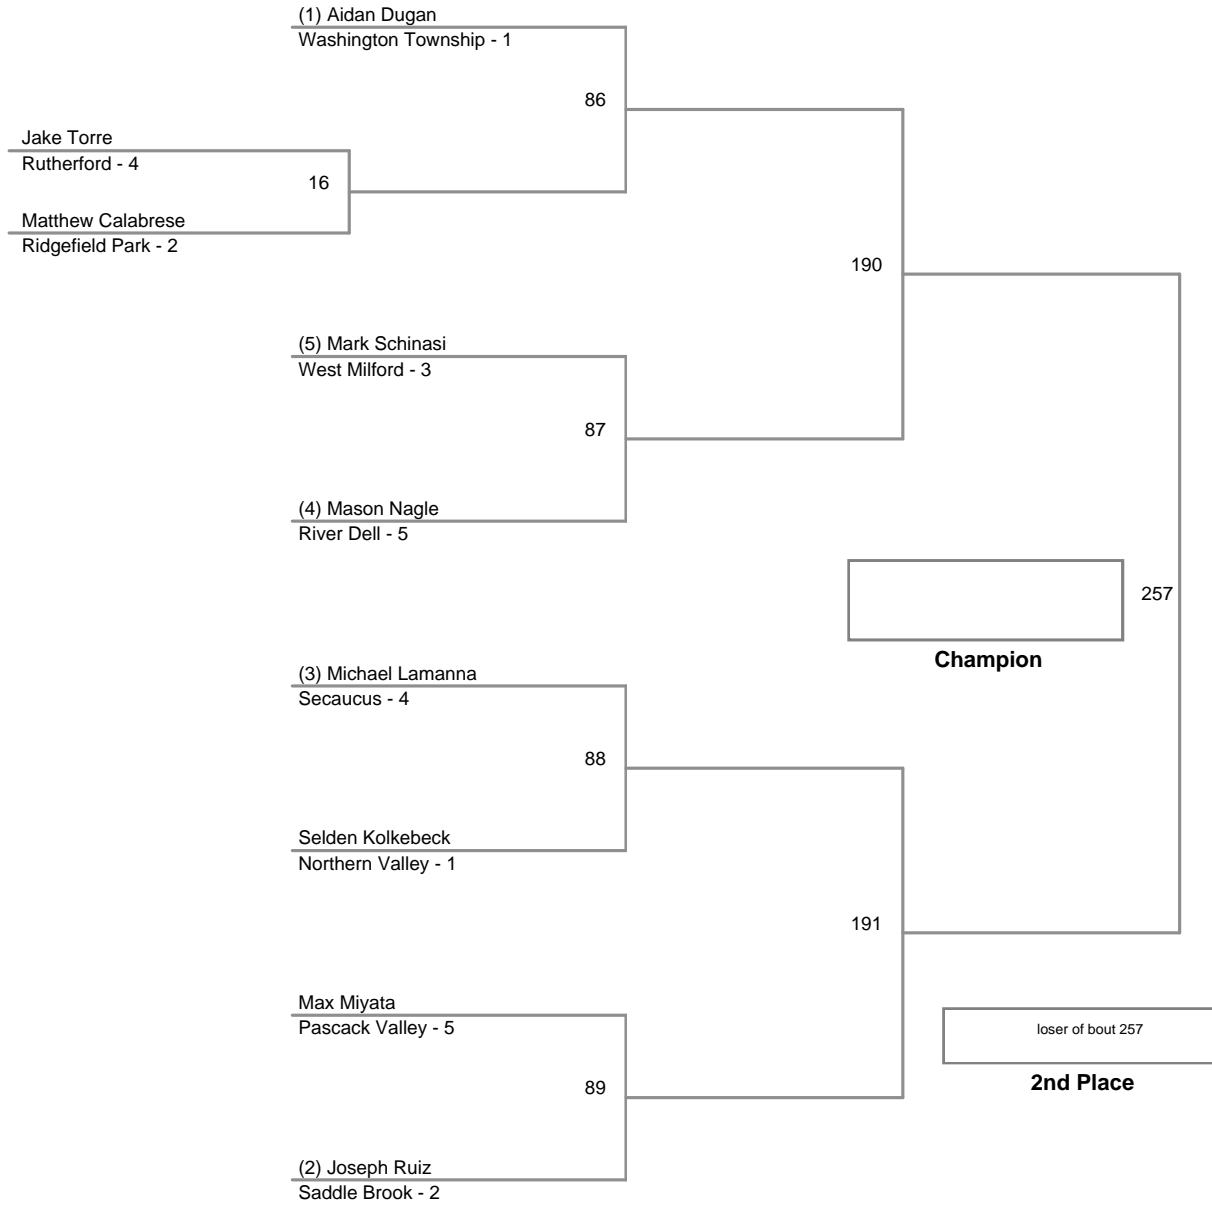 (1) Aidan Dugan
Washington Township - 1
86
Jake Torre
Rutherford - 4
16
Matthew Calabrese
Ridgefield Park - 2
190
(5) Mark Schinasi
West Milford - 3
87
(4) Mason Nagle
River Dell - 5
257
Champion
(3) Michael Lamanna
Secaucus - 4
88
Selden Kolkebeck
Northern Valley - 1
191
Max Miyata
Pascack Valley - 5
loser of bout 257
2nd Place
89
(2) Joseph Ruiz
Saddle Brook - 2